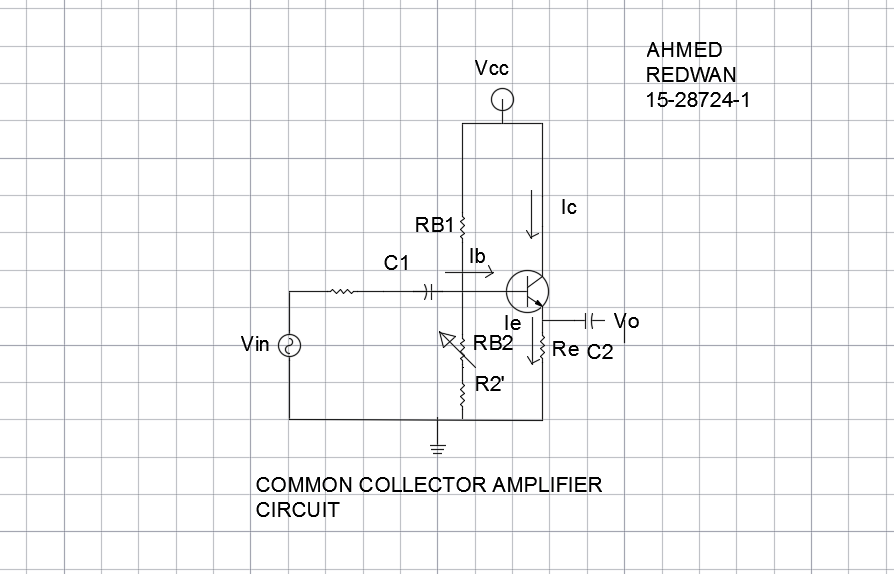 AHMED
REDWAN
15-28724-1
Vcc
Ic
RB1
Ib
C1
Ie
Vo
Vin
RB2
Re C2
R2'
COMMON COLLECTOR AMPLIFIER
CIRCUIT